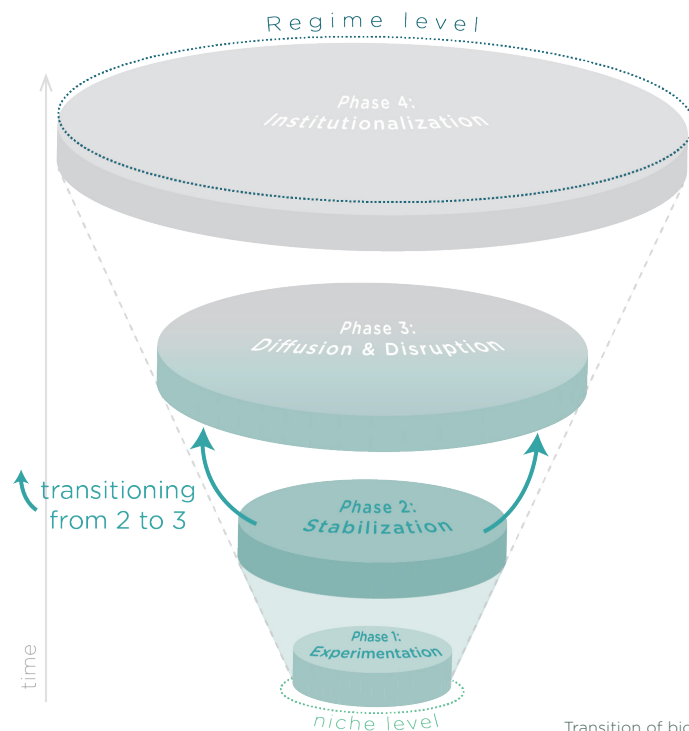 Regime level
Phase 4:
Institutionalization
Phase 3:
Diffusion & Disruption
transitioning
from 2 to 3
Phase 2:
Stabilization
Phase 1:
Experimentation
time
niche level
Transition of